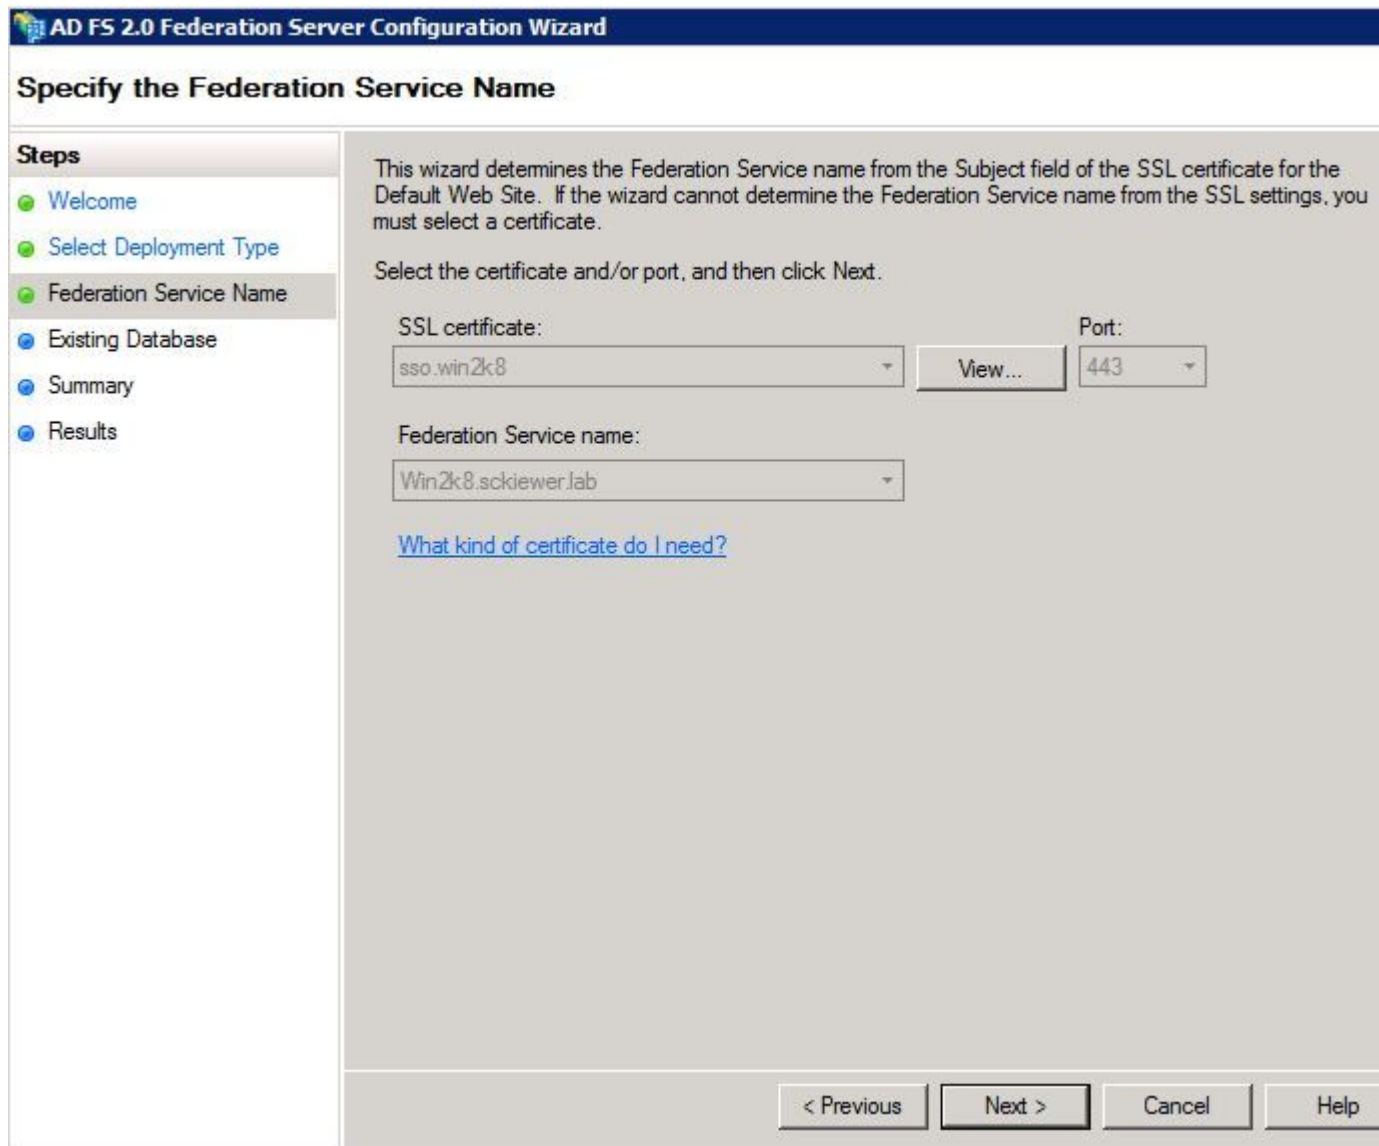 AD FS 2.0 Federation Server Configuration Wizard
Specify the Federation Service Name
Steps
Welcome
Select Deployment Type
Federation Service Name
Existing Database
Summary
Results
This wizard determines the Federation Service name from the Subject field of the SSL certificate for the
Default Web Site. If the wizard cannot determine the Federation Service name from the SSL settings, you
must select a certificate.
Select the certificate and/or port, and then click Next.
SSL certificate: Port:
sso.win2k8 View... 443
Federation Service name:
Win2k8.sckiewer.lab
What kind of certificate do I need?
< Previous Next > Cancel Help